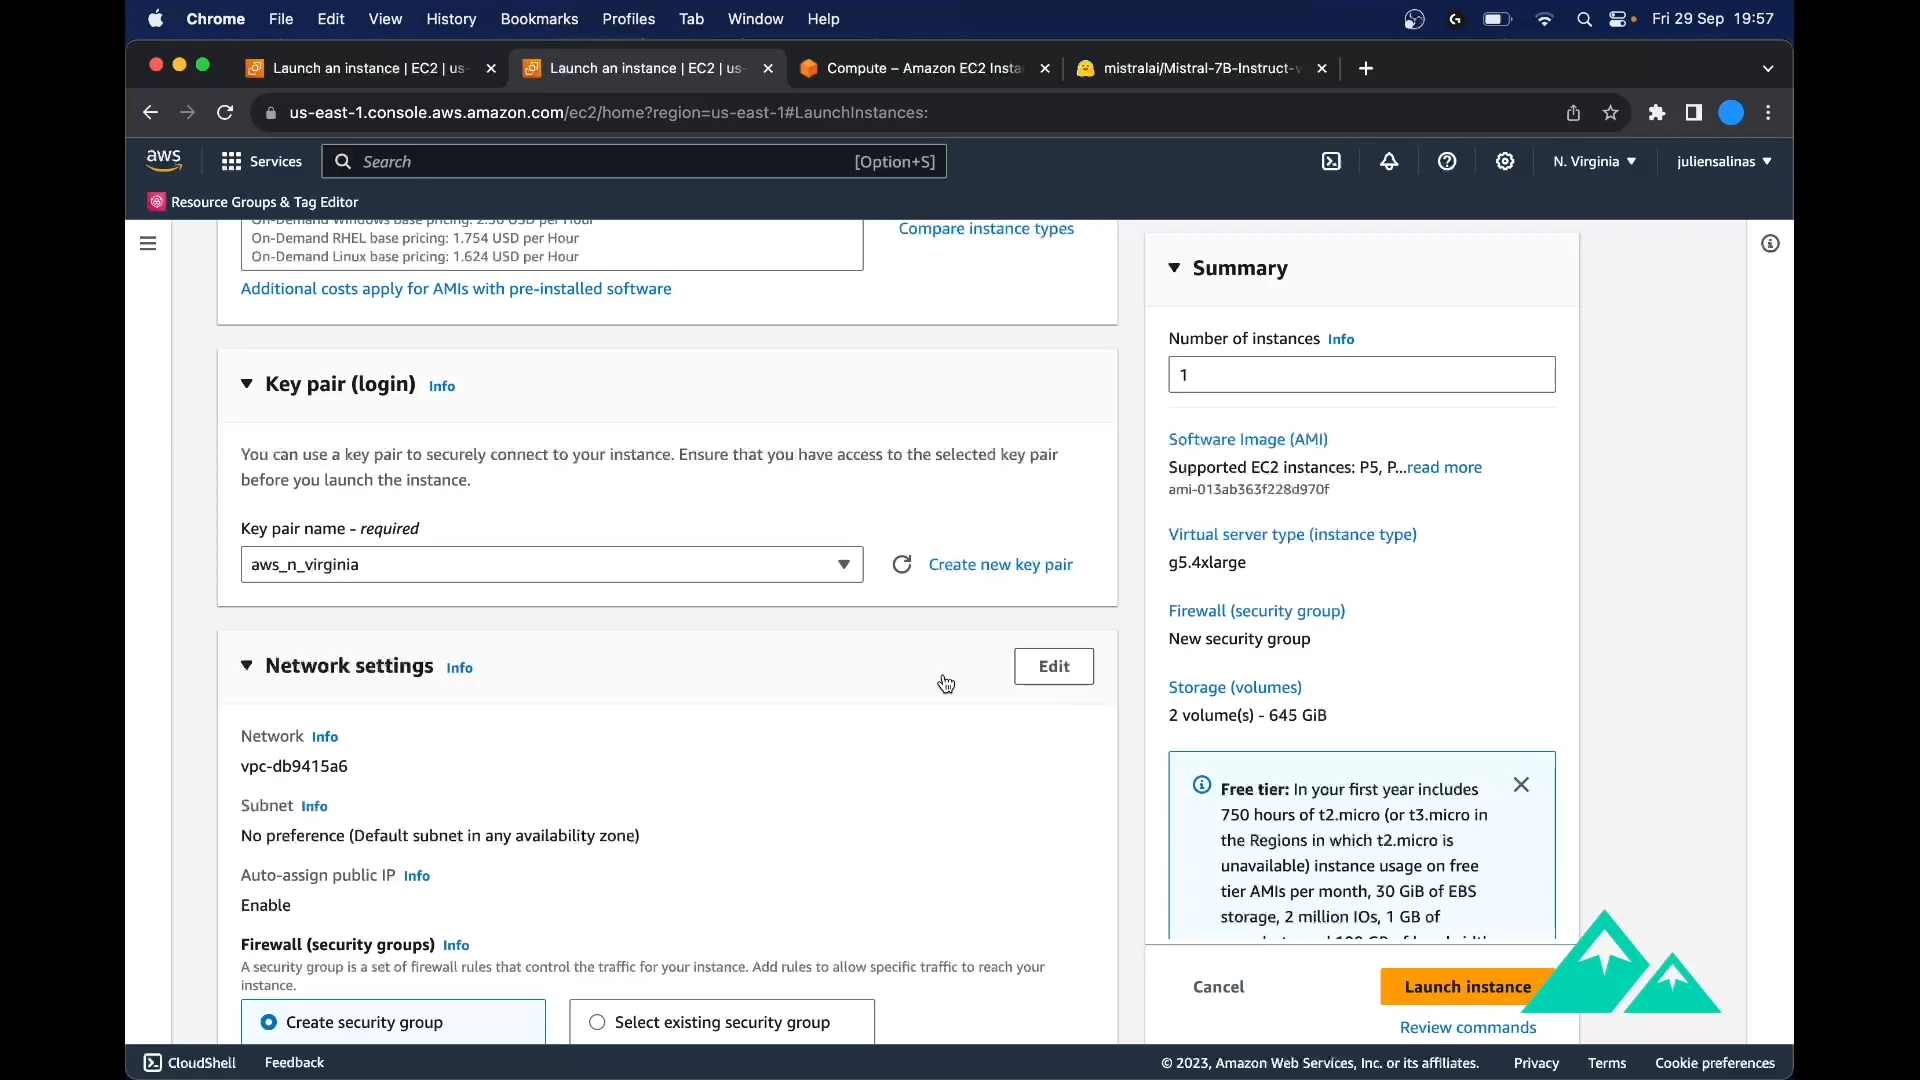 Chrome File Edit View History Bookmarks Profiles Tab Window Help Fri 29 Sep 19:57
Launch an instance | EC2 | us- Launch an instance | EC2 | us- Compute – Amazon EC2 Insta mistralai/Mistral-7B-Instruct-v
us-east-1.console.aws.amazon.com/ec2/home?region=us-east-1#LaunchInstances:
aws Services Search [Option+S] N. Virginia juliensalinas
Resource Groups & Tag Editor
On-Demand Windows base pricing: 2.36 USD per Hour
On-Demand RHEL base pricing: 1.754 USD per Hour
On-Demand Linux base pricing: 1.624 USD per Hour
Compare instance types
Additional costs apply for AMIs with pre-installed software
Key pair (login) Info
You can use a key pair to securely connect to your instance. Ensure that you have access to the selected key pair
before you launch the instance.
Key pair name - required
aws_n_virginia
Create new key pair
Network settings Info
Edit
Network Info
vpc-db9415a6
Subnet Info
No preference (Default subnet in any availability zone)
Auto-assign public IP Info
Enable
Firewall (security groups) Info
A security group is a set of firewall rules that control the traffic for your instance. Add rules to allow specific traffic to reach your
instance.
Create security group
Select existing security group
Summary
Number of instances Info
1
Software Image (AMI)
Supported EC2 instances: P5, P...read more
ami-013ab363f228d970f
Virtual server type (instance type)
g5.4xlarge
Firewall (security group)
New security group
Storage (volumes)
2 volume(s) - 645 GiB
Free tier: In your first year includes
750 hours of t2.micro (or t3.micro in
the Regions in which t2.micro is
unavailable) instance usage on free
tier AMIs per month, 30 GiB of EBS
storage, 2 million IOs, 1 GB of
Cancel
Launch instance
Review commands
CloudShell Feedback © 2023, Amazon Web Services, Inc. or its affiliates. Privacy Terms Cookie preferences